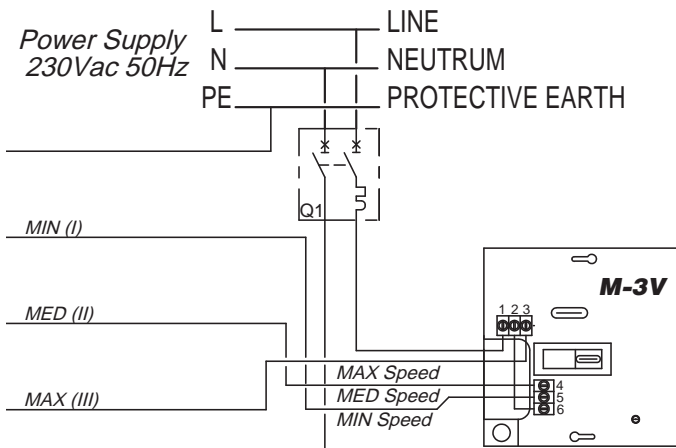 Power Supply
230Vac 50Hz
L LINE
N NEUTRUM
PE PROTECTIVE EARTH
Q1
MIN (I)
M-3V
1 2 3
MED (II)
MAX Speed
4
MED Speed
5
MAX (III)
MIN Speed
6